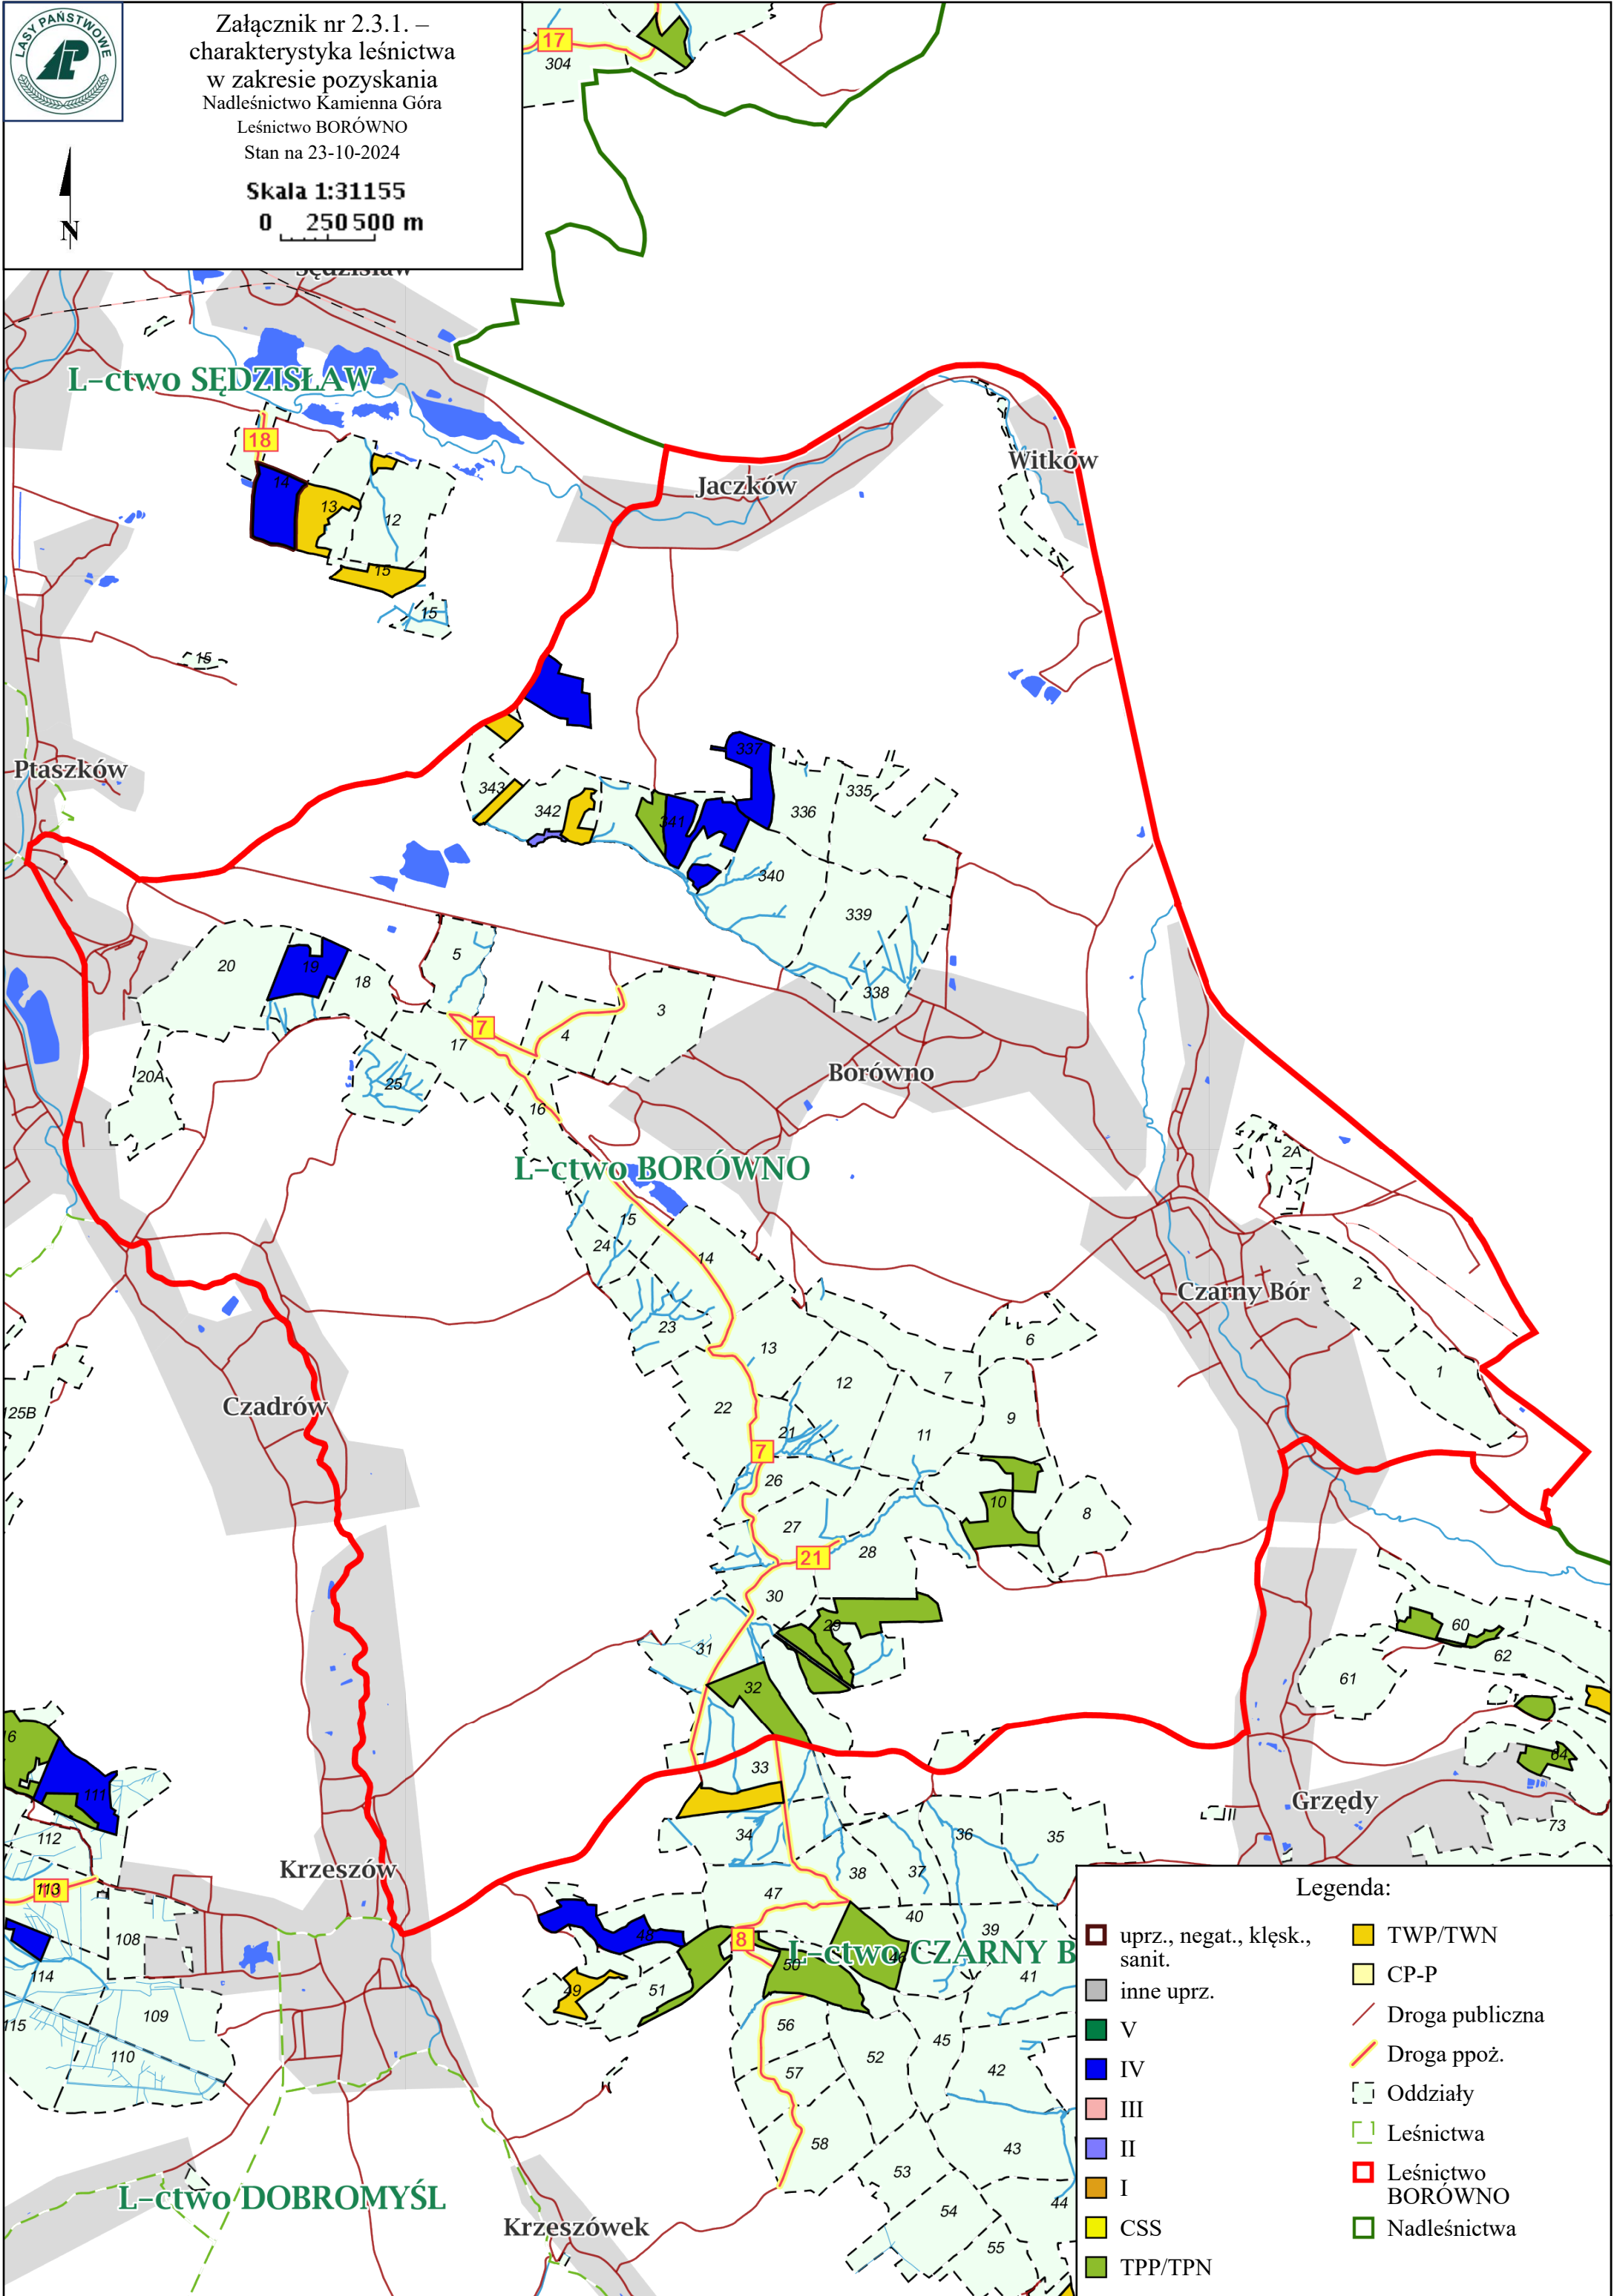 LASY PAŃSTWOWE
Załącznik nr 2.3.1. –
charakterystyka leśnictwa
w zakresie pozyskania
Nadleśnictwo Kamienna Góra
Leśnictwo BORÓWNO
Stan na 23-10-2024
Skala 1:31155
0 250 500 m
N
17
304
Sędzisław
L-ctwo SĘDZISŁAW
18
14
13
12
15
15
15
Jaczków
Witków
Ptaszków
343
342
341
337
336
335
340
339
338
20
19
18
5
3
4
7
17
16
25
20A
Borówno
L-ctwo BORÓWNO
2A
15
24
14
23
13
Czarny Bór
2
1
6
7
12
22
21
11
9
Czadrów
125B
7
26
10
8
27
21
28
30
29
31
32
60
62
61
64
73
16
111
112
113
33
34
36
35
38
37
Grzędy
Krzeszów
47
40
39
108
48
8
L-ctwo CZARNY B
46
50
41
114
49
51
109
115
110
56
52
45
42
57
58
43
53
44
54
55
L-ctwo DOBROMYŚL
Krzeszówek
Legenda:
uprz., negat., klęsk.,
sanit.
inne uprz.
V
IV
III
II
I
CSS
TPP/TPN
TWP/TWN
CP-P
Droga publiczna
Droga ppoż.
Oddziały
Leśnictwa
Leśnictwo
BORÓWNO
Nadleśnictwa